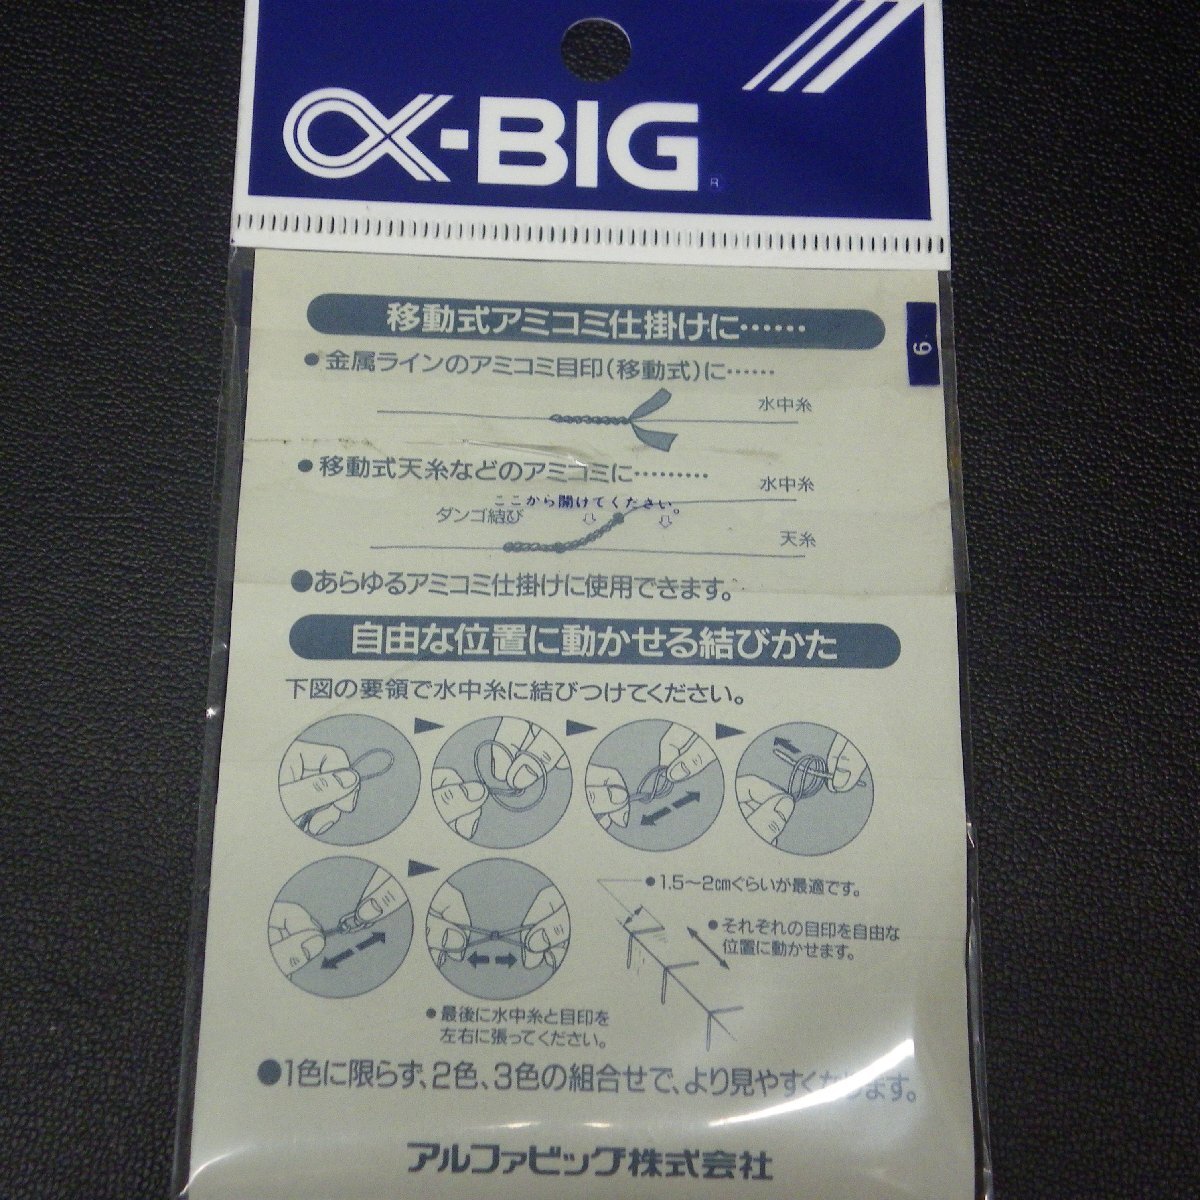 α-BIG
R
移動式アミコミ仕掛けに……
6
●金属ラインのアミコミ目印(移動式)に……
水中糸
●移動式天糸などのアミコミに………
水中糸
ここから開けてください。
ダンゴ結び
天糸
●あらゆるアミコミ仕掛けに使用できます。
自由な位置に動かせる結びかた
下図の要領で水中糸に結びつけてください。
●1.5～2㎝ぐらいが最適です。
●それぞれの目印を自由な
位置に動かせます。
●最後に水中糸と目印を
左右に張ってください。
●1色に限らず、2色、3色の組合せで、より見やすくなります。
アルファビッグ株式会社